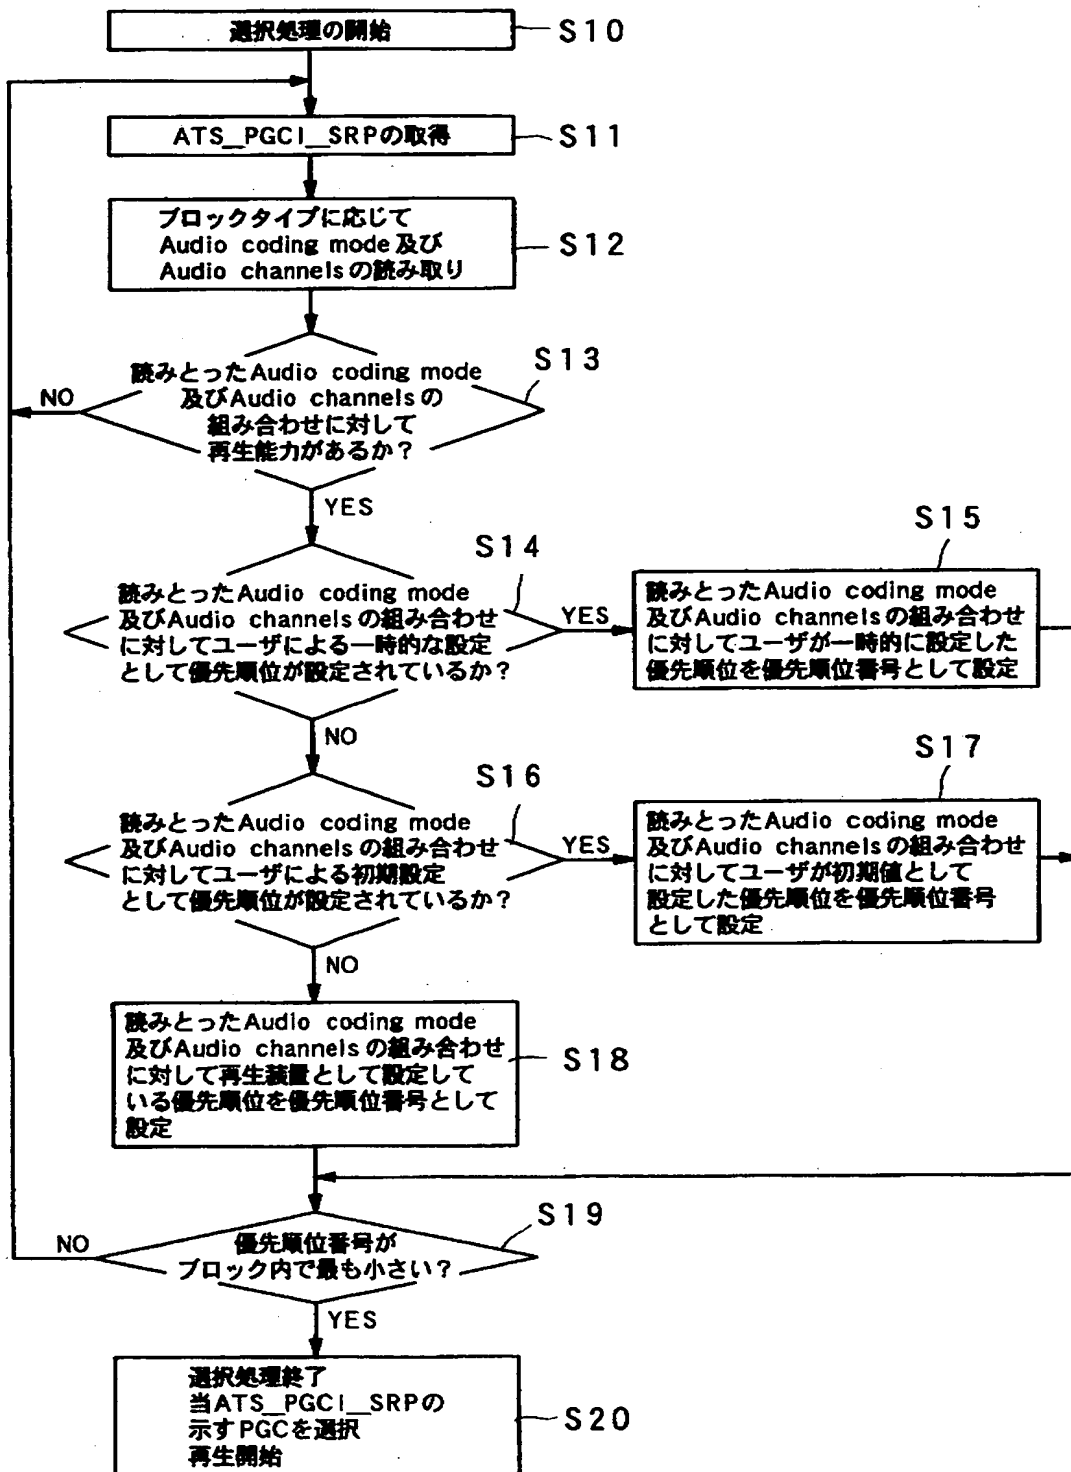 選択処理の開始
S10
ATS_PGCI_SRPの取得
S11
ブロックタイプに応じて
Audio coding mode及び
Audio channelsの読み取り
S12
読みとったAudio coding mode
及びAudio channelsの
組み合わせに対して
再生能力があるか?
S13
NO
YES
読みとったAudio coding mode
及びAudio channelsの組み合わせ
に対してユーザによる一時的な設定
として優先順位が設定されているか?
S14
YES
NO
読みとったAudio coding mode
及びAudio channelsの組み合わせ
に対してユーザが一時的に設定した
優先順位を優先順位番号として設定
S15
読みとったAudio coding mode
及びAudio channelsの組み合わせ
に対してユーザによる初期設定
として優先順位が設定されているか?
S16
YES
NO
読みとったAudio coding mode
及びAudio channelsの組み合わせ
に対してユーザが初期値として
設定した優先順位を優先順位番号
として設定
S17
読みとったAudio coding mode
及びAudio channelsの組み合わせ
に対して再生装置として設定して
いる優先順位を優先順位番号として
設定
S18
優先順位番号が
ブロック内で最も小さい?
S19
NO
YES
選択処理終了
当ATS_PGCI_SRPの
示すPGCを選択
再生開始
S20